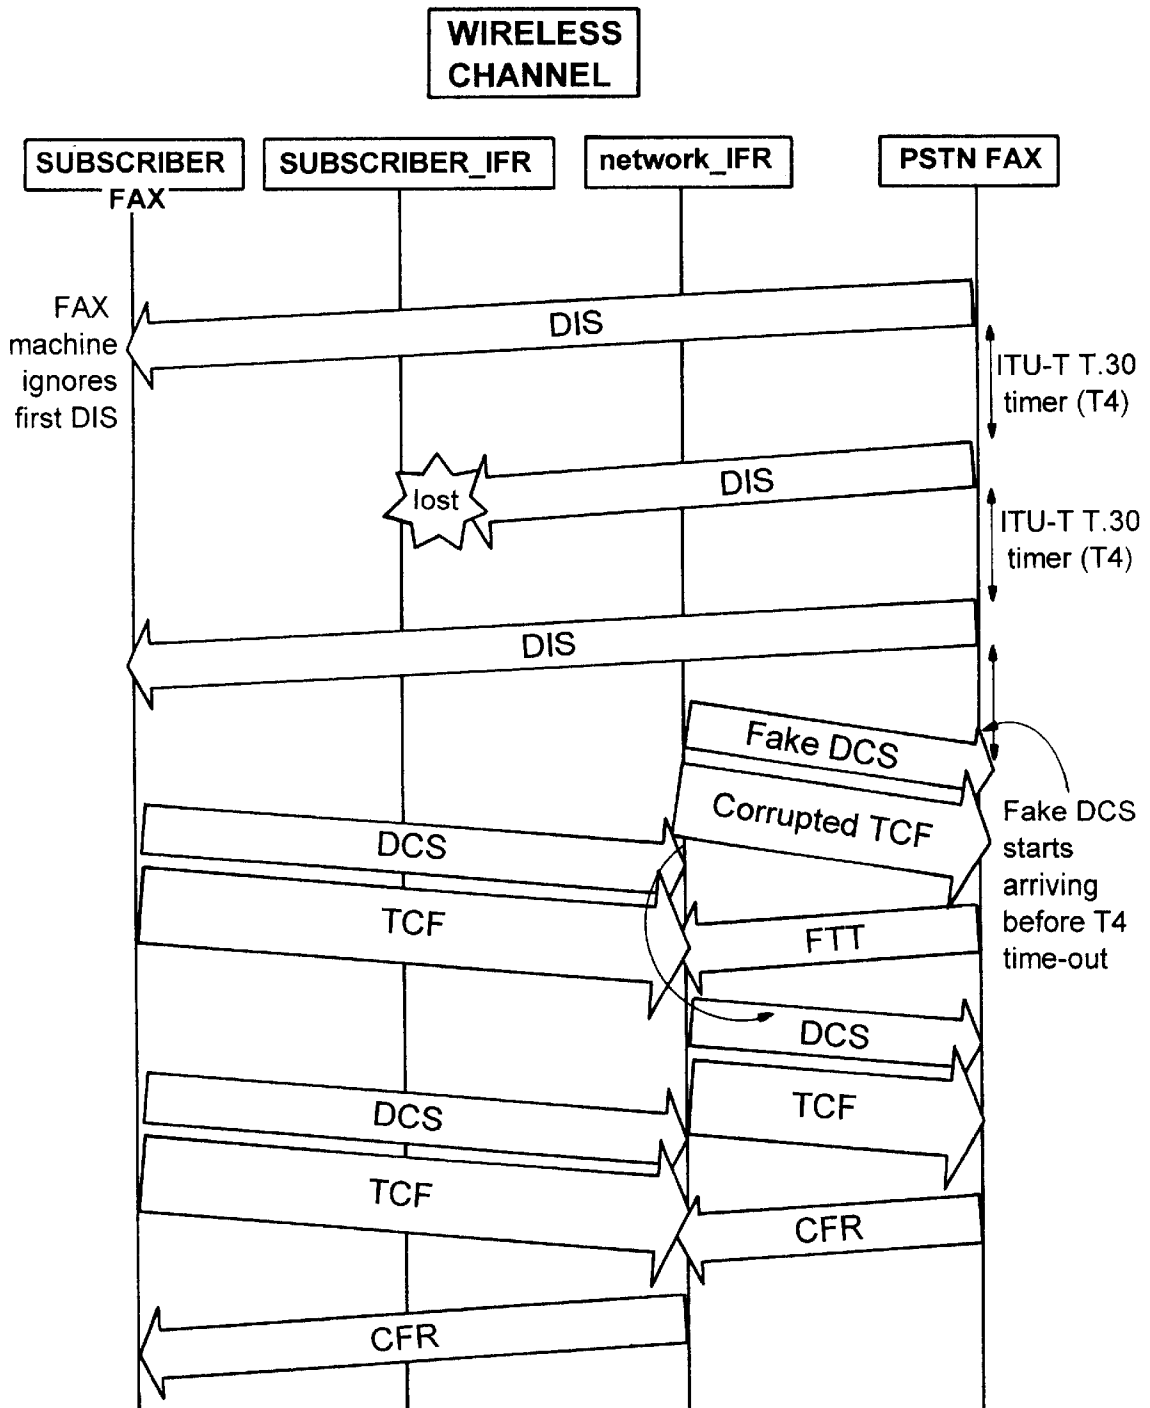 WIRELESS
CHANNEL
SUBSCRIBER
FAX
SUBSCRIBER_IFR
network_IFR
PSTN FAX
FAX
machine
ignores
first DIS
DIS
ITU-T T.30
timer (T4)
lost
DIS
ITU-T T.30
timer (T4)
DIS
Fake DCS
Corrupted TCF
Fake DCS
starts
arriving
before T4
time-out
DCS
TCF
FTT
DCS
TCF
DCS
TCF
CFR
CFR